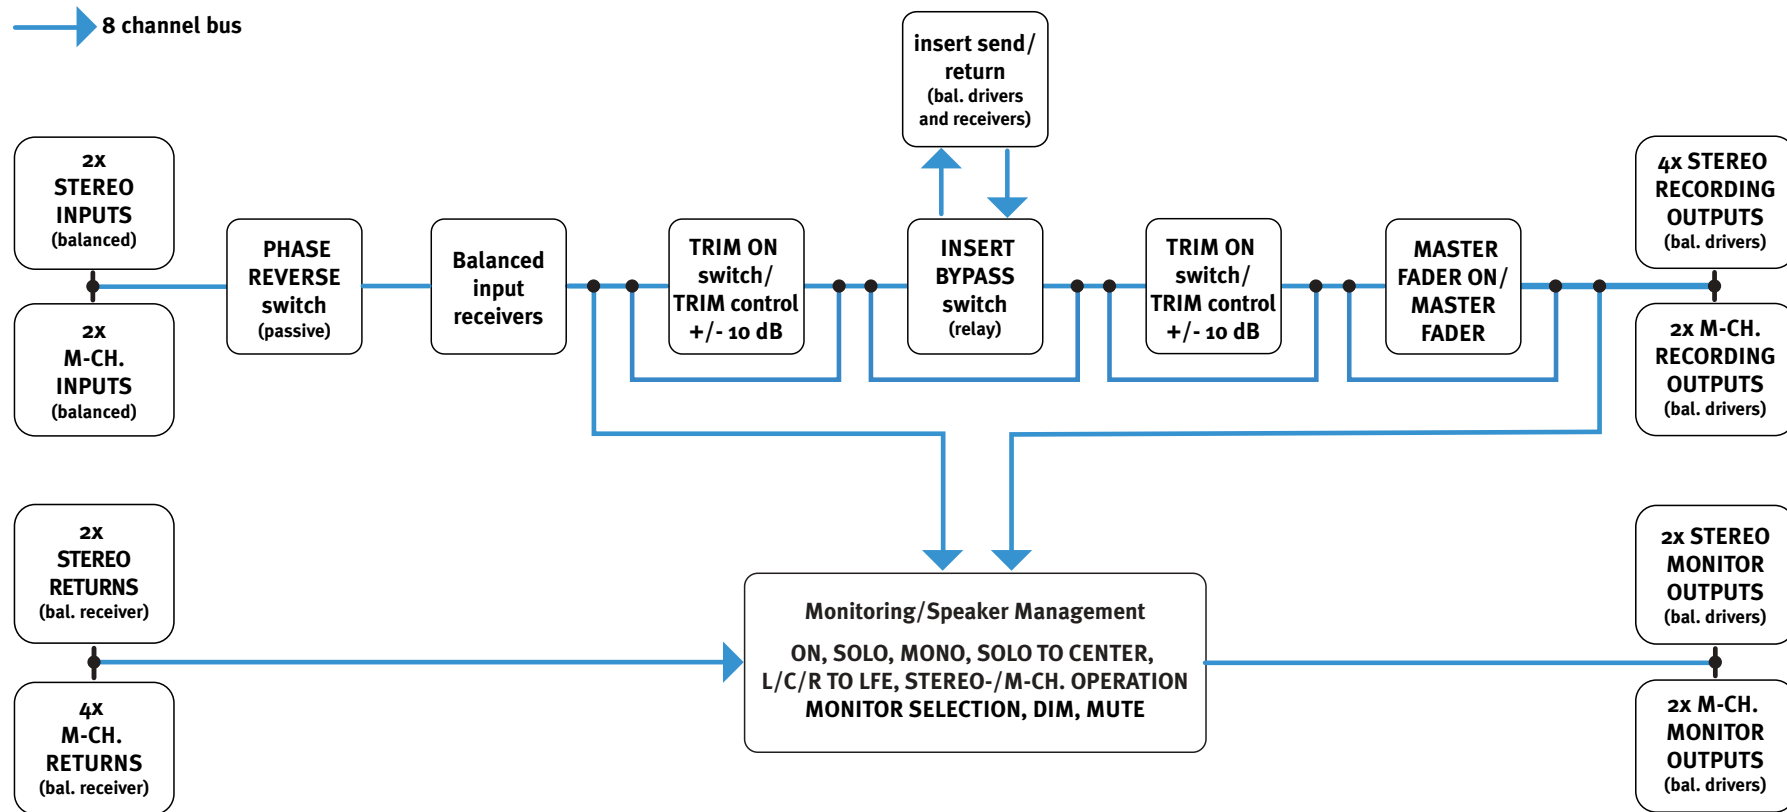 8 channel bus
insert send/
return
(bal. drivers
and receivers)
2x
STEREO
INPUTS
(balanced)
2x
M-CH.
INPUTS
(balanced)
PHASE
REVERSE
switch
(passive)
Balanced
input
receivers
TRIM ON
switch/
TRIM control
+/- 10 dB
INSERT
BYPASS
switch
(relay)
TRIM ON
switch/
TRIM control
+/- 10 dB
MASTER
FADER ON/
MASTER
FADER
4x STEREO
RECORDING
OUTPUTS
(bal. drivers)
2x M-CH.
RECORDING
OUTPUTS
(bal. drivers)
2x
STEREO
RETURNS
(bal. receiver)
4x
M-CH.
RETURNS
(bal. receiver)
Monitoring/Speaker Management
ON, SOLO, MONO, SOLO TO CENTER,
L/C/R TO LFE, STEREO-/M-CH. OPERATION
MONITOR SELECTION, DIM, MUTE
2x STEREO
MONITOR
OUTPUTS
(bal. drivers)
2x M-CH.
MONITOR
OUTPUTS
(bal. drivers)